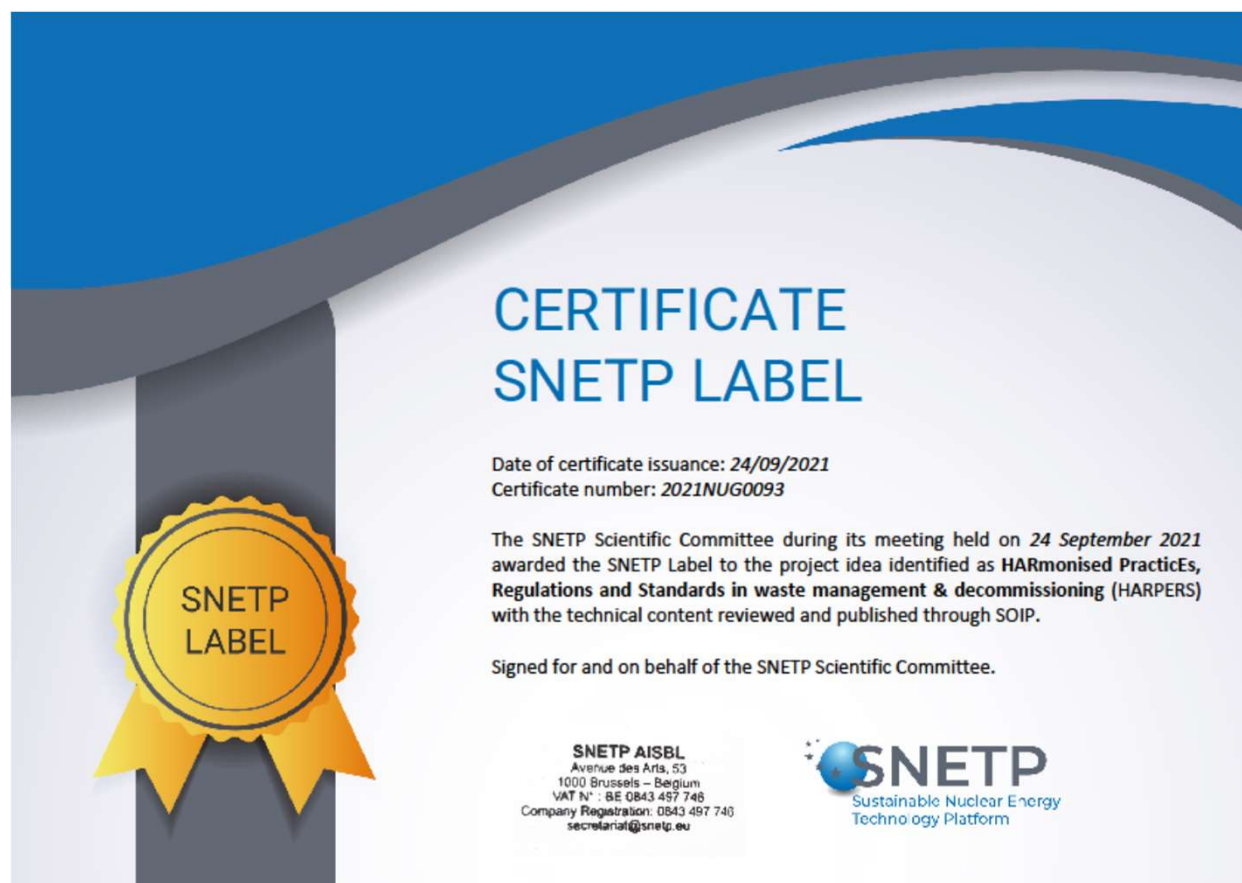 CERTIFICATE
SNETP LABEL
Date of certificate issuance: 24/09/2021
Certificate number: 2021NUG0093
The SNETP Scientific Committee during its meeting held on 24 September 2021
awarded the SNETP Label to the project idea identified as HARmonised PracticEs,
Regulations and Standards in waste management & decommissioning (HARPERS)
with the technical content reviewed and published through SOIP.
Signed for and on behalf of the SNETP Scientific Committee.
SNETP
LABEL
SNETP AISBL
Avenue des Arts, 53
1000 Brussels – Belgium
VAT N° : BE 0843 497 746
Company Registration: 0843 497 746
secretariat@snetp.eu
SNETP
Sustainable Nuclear Energy
Technology Platform